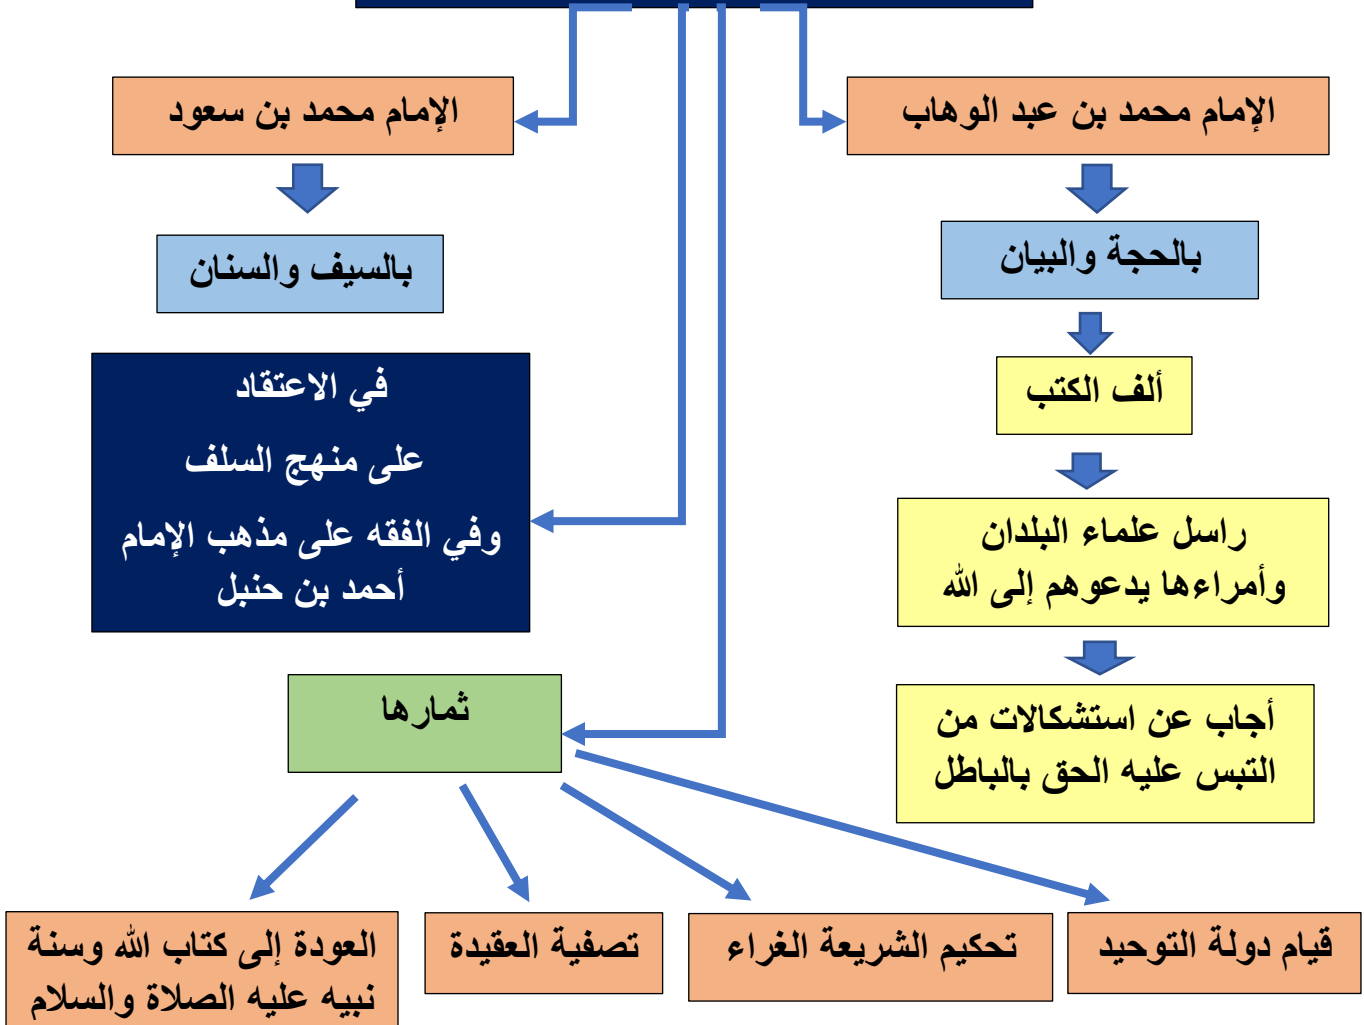 الإمام محمد بن عبد الوهاب
بالحجة والبيان
ألف الكتب
راسل علماء البلدان
وأمراءها يدعوهم إلى الله
أجاب عن استشكالات من
التبس عليه الحق بالباطل
الإمام محمد بن سعود
بالسيف والسنان
في الاعتقاد
على منهج السلف
وفي الفقه على مذهب الإمام
أحمد بن حنبل
ثمارها
قيام دولة التوحيد
تحكيم الشريعة الغراء
تصفية العقيدة
العودة إلى كتاب الله وسنة
نبيه عليه الصلاة والسلام